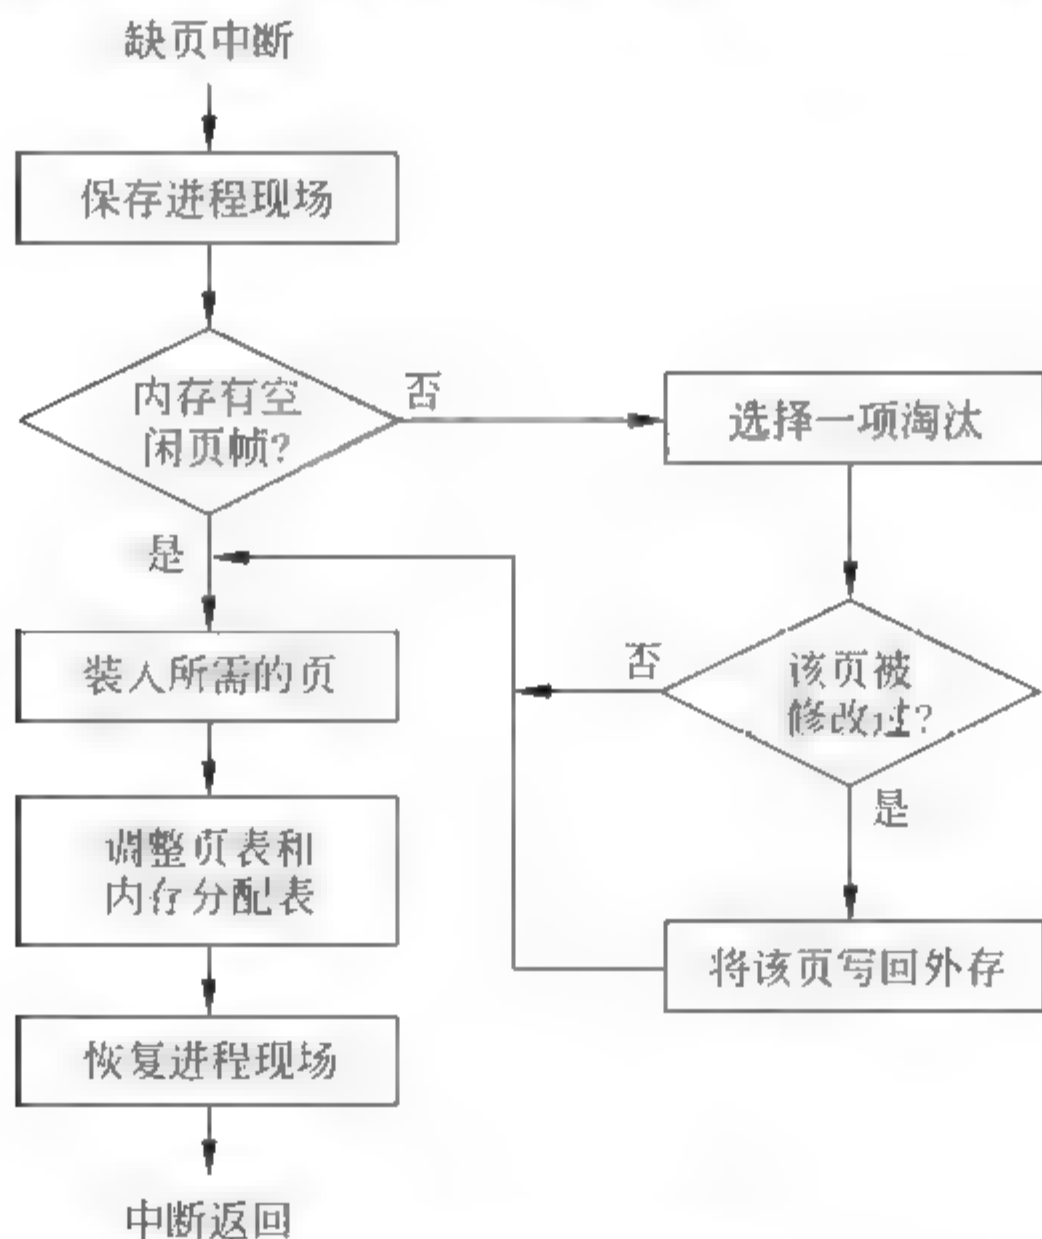 缺页中断
保存进程现场
内存有空
闲页帧?
否
选择一项淘汰
是
装入所需的页
否
该页被
修改过?
是
调整页表和
内存分配表
将该页写回外存
恢复进程现场
中断返回